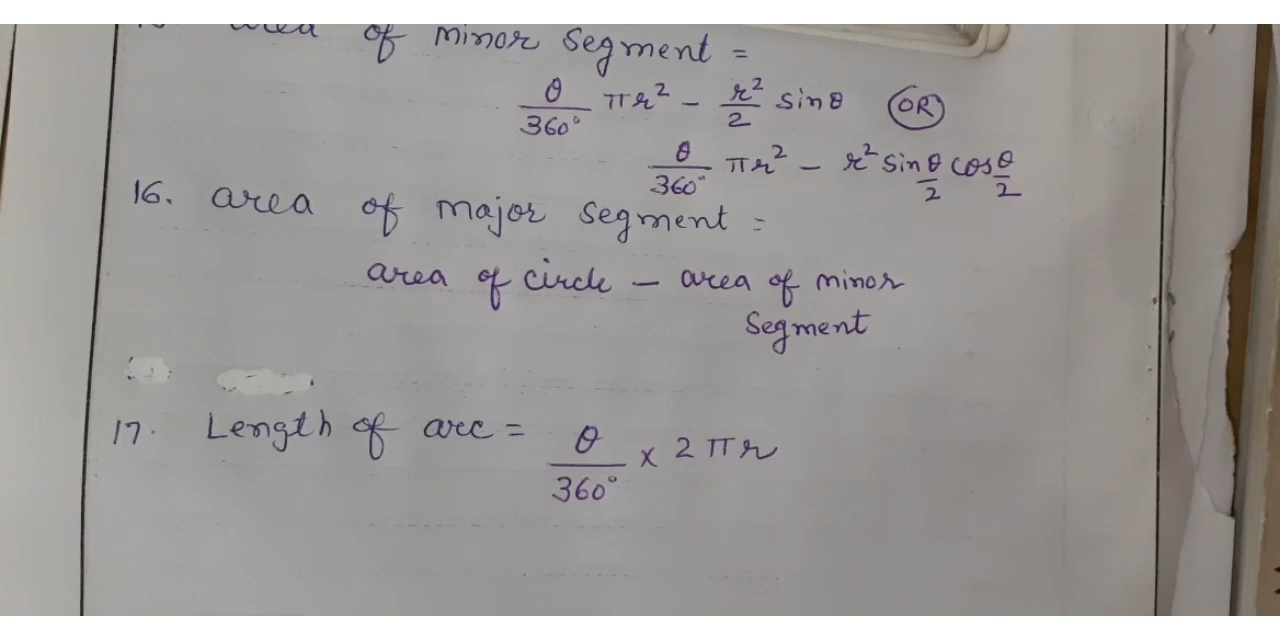 area of minor segment =
θ/360° πr² - r²/2 sinθ OR
θ/360° πr² - r² sin θ/2 cos θ/2
16. area of major segment =
area of circle - area of minor
segment
17. Length of arc = θ/360° x 2πr